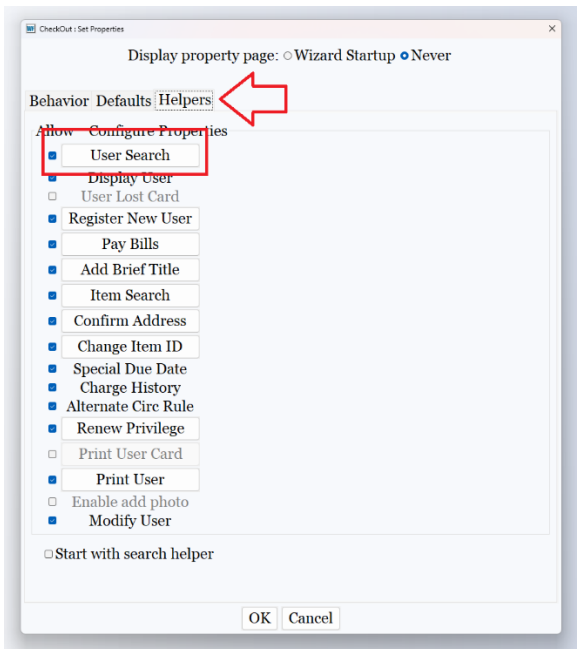 WF CheckOut : Set Properties
Display property page: Wizard Startup Never
Behavior Defaults Helpers
Allow Configure Properties
User Search
Display User
User Lost Card
Register New User
Pay Bills
Add Brief Title
Item Search
Confirm Address
Change Item ID
Special Due Date
Charge History
Alternate Circ Rule
Renew Privilege
Print User Card
Print User
Enable add photo
Modify User
Start with search helper
OK Cancel